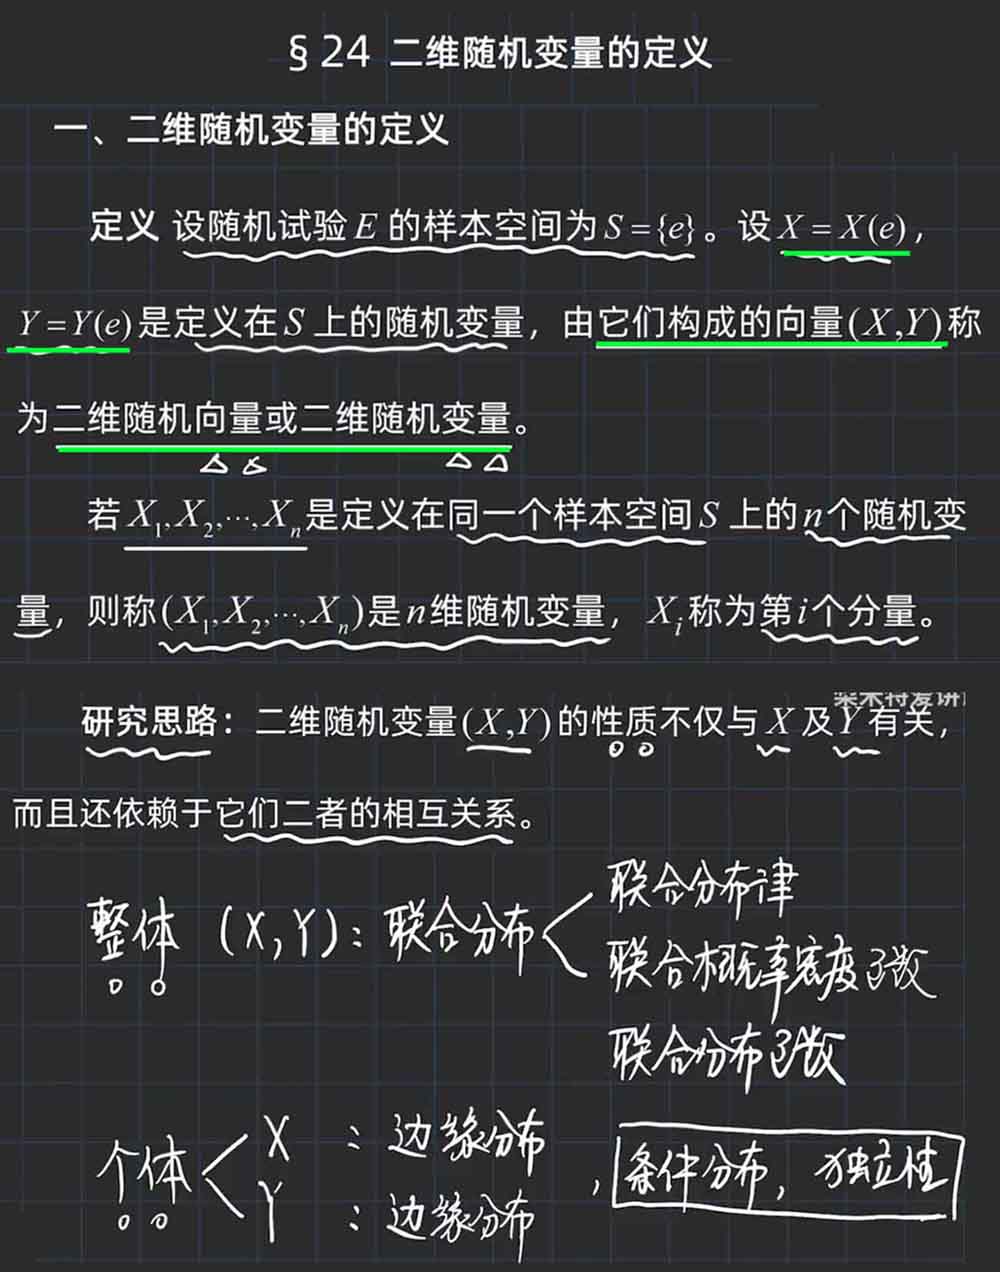 § 24 二维随机变量的定义
一、二维随机变量的定义
定义 设随机试验 E 的样本空间为 S = {e} 。设 X = X(e) ,
Y = Y(e) 是定义在 S 上的随机变量，由它们构成的向量 (X,Y) 称
为二维随机向量或二维随机变量。
若 X₁,X₂,⋯,Xₙ 是定义在同一个样本空间 S 上的 n 个随机变
量，则称 (X₁,X₂,⋯,Xₙ) 是 n 维随机变量， Xᵢ 称为第 i 个分量。
研究思路：二维随机变量 (X,Y) 的性质不仅与 X 及 Y 有关，
而且还依赖于它们二者的相互关系。
整体 (X,Y)：联合分布
联合分布律
联合概率密度函数
联合分布函数
个体
X ：边缘分布
Y ：边缘分布
，条件分布，独立性